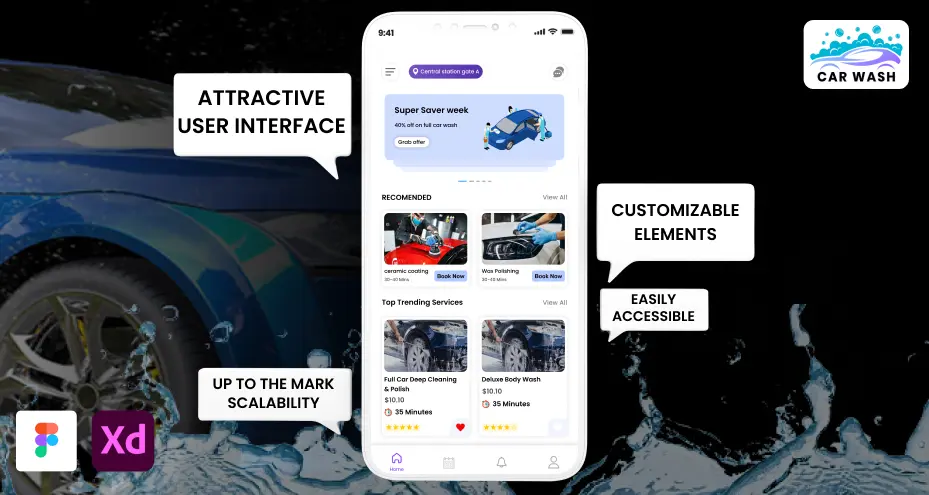 9:41
CAR WASH
Central station gate A
ATTRACTIVE
USER INTERFACE
Super Saver week
40% off on full car wash
Grab offer
RECOMENDED
View All
CUSTOMIZABLE
ELEMENTS
ceramic coating
30-40 Mins
Book Now
Wax Polishing
30-40 Mins
Book Now
Top Trending Services
View All
EASILY
ACCESSIBLE
UP TO THE MARK
SCALABILITY
Full Car Deep Cleaning
& Polish
$10.10
35 Minutes
Deluxe Body Wash
$10.10
35 Minutes
Home
Xd